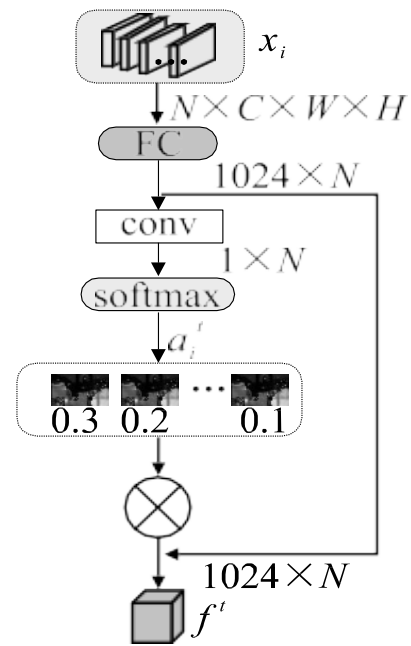 x_i
N×C×W×H
FC
1024×N
conv
1×N
softmax
a_i^t
...
0.3 0.2 0.1
1024×N
f^t